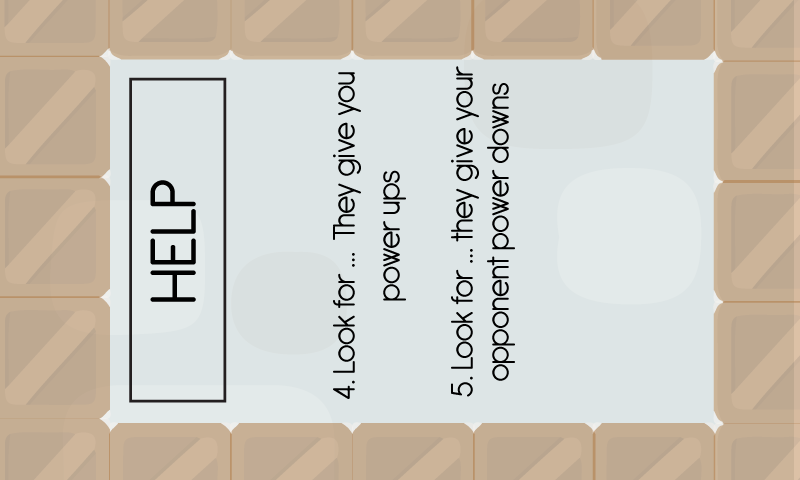 HELP
4. Look for ... They give you
power ups
5. Look for ... they give your
opponent power downs